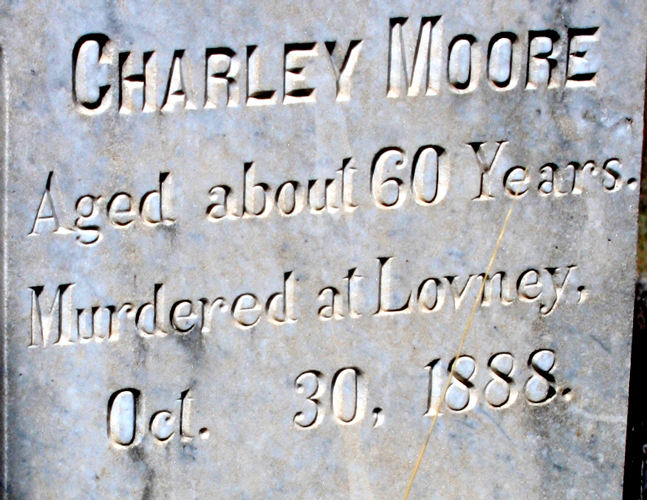 CHARLEY MOORE
Aged about 60 Years.
Murdered at Lovney,
Oct. 30, 1888.